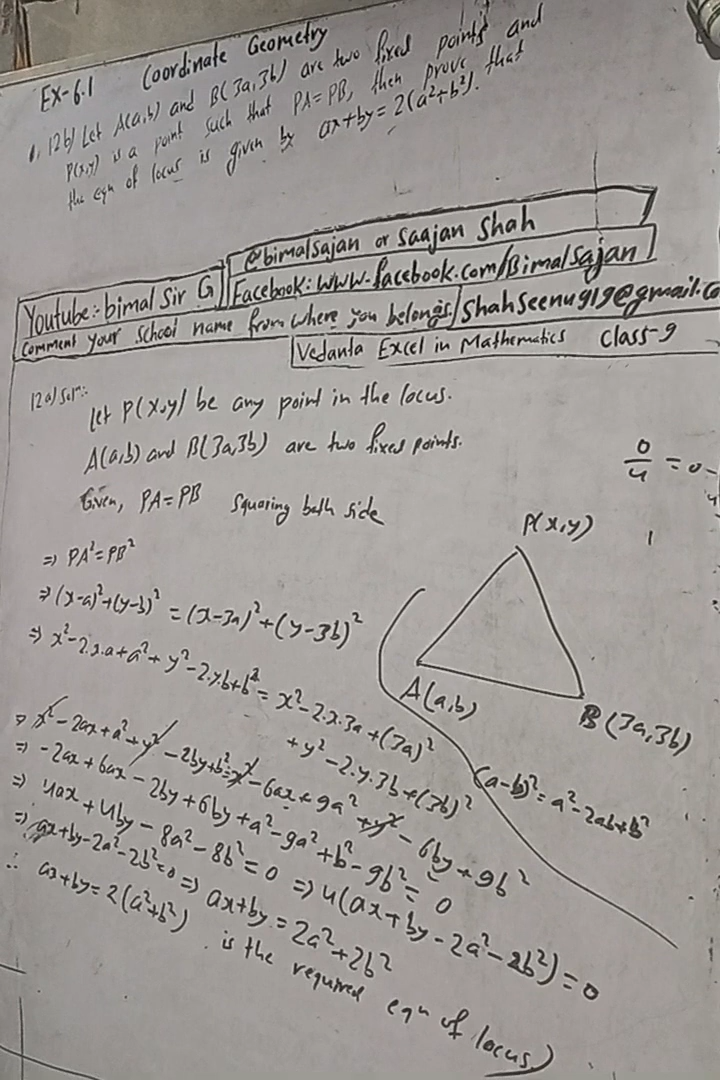 Ex-6.1 Coordinate Geometry
12b) Let A(a,b) and B(3a,3b) are two fixed points and
P(x,y) is a point such that PA=PB, then prove that
the eqn of locus is given by ax+by=2(a²+b²).
@bimalsajan or saajan Shah
Youtube:- bimal Sir G
Facebook: www.facebook.com/Bimalsajan
Comment your school name from where you belongs. Shahseenu919@gmail.co
Vedanta Excel in Mathematics Class-9
12a) Solⁿ:-
let P(x,y) be any point in the locus.
A(a,b) and B(3a,3b) are two fixed points.
Given, PA=PB squaring both side
0/4 = 0
P(x,y)
A(a,b)
B(3a,3b)
(a-b)²=a²-2ab+b²
⇒ PA²=PB²
⇒ (x-a)²+(y-b)² = (x-3a)²+(y-3b)²
⇒ x²-2.x.a+a²+y²-2.y.b+b² = x²-2.x.3a+(3a)²
+y²-2.y.3b+(3b)²
⇒ x²-2ax+a²+y²-2by+b²=x²-6ax+9a²+y²-6by+9b²
⇒ -2ax+6ax-2by+6by+a²-9a²+b²-9b²=0
⇒ 4ax+4by-8a²-8b²=0 ⇒ 4(ax+by-2a²-2b²)=0
⇒ ax+by-2a²-2b²=0 ⇒ ax+by=2a²+2b²
∴ ax+by=2(a²+b²) is the required eqn of locus.